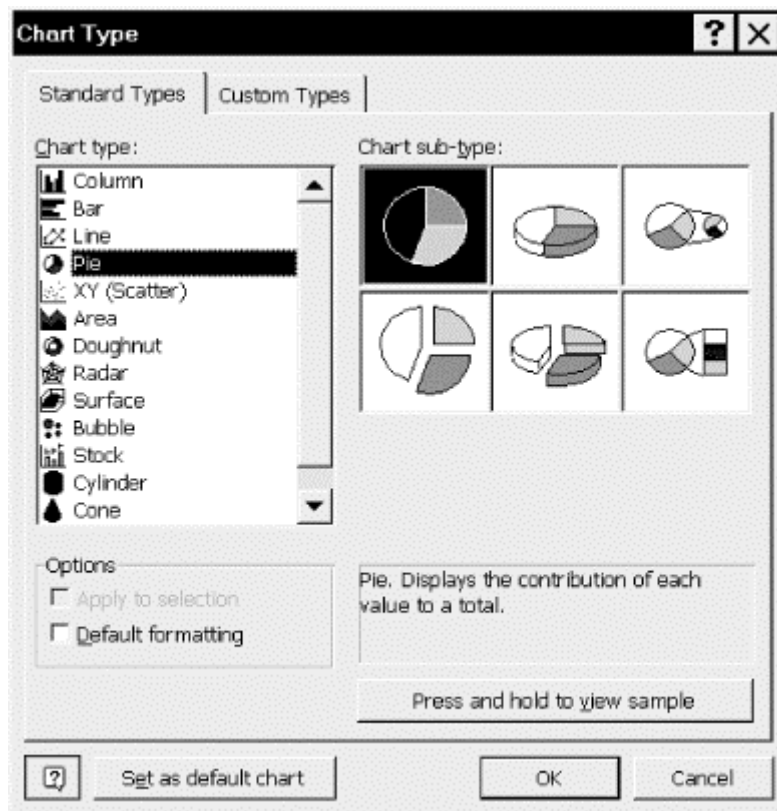 Chart Type
Standard Types
Custom Types
Chart type:
Column
Bar
Line
Pie
XY (Scatter)
Area
Doughnut
Radar
Surface
Bubble
Stock
Cylinder
Cone
Chart sub-type:
Options
Apply to selection
Default formatting
Pie. Displays the contribution of each
value to a total.
Press and hold to view sample
Set as default chart
OK
Cancel